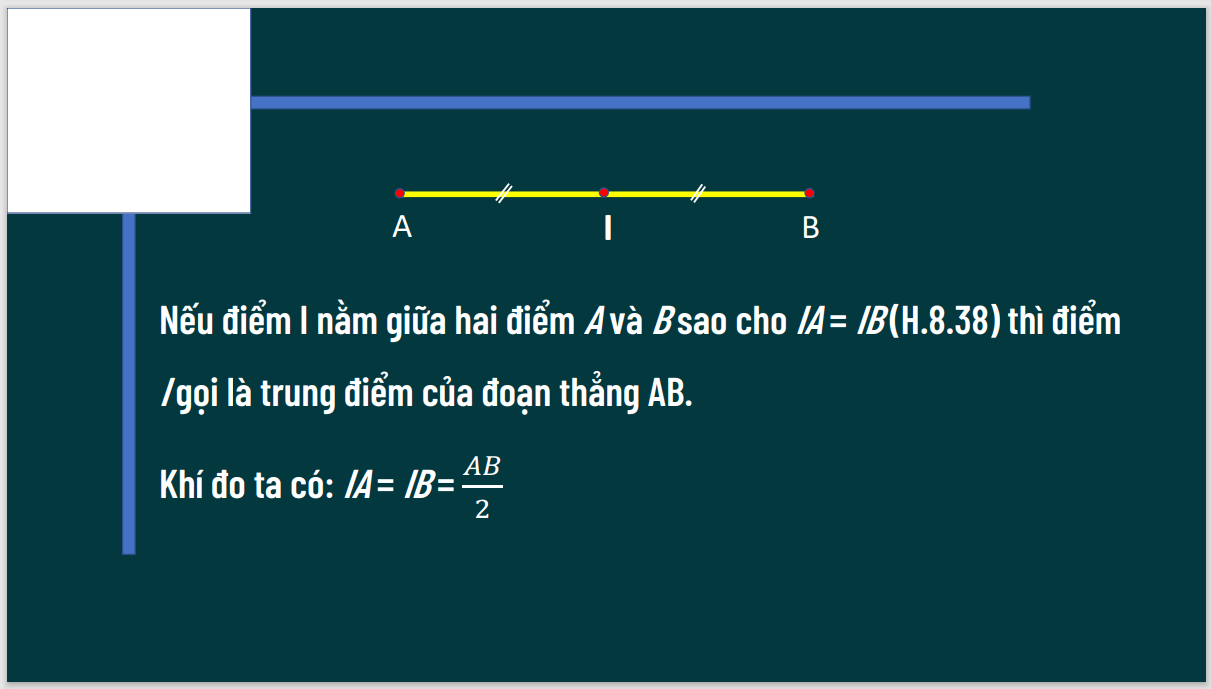 A I B
Nếu điểm I nằm giữa hai điểm A và B sao cho IA = IB (H.8.38) thì điểm
I gọi là trung điểm của đoạn thẳng AB.
Khí đo ta có: IA = IB = AB/2